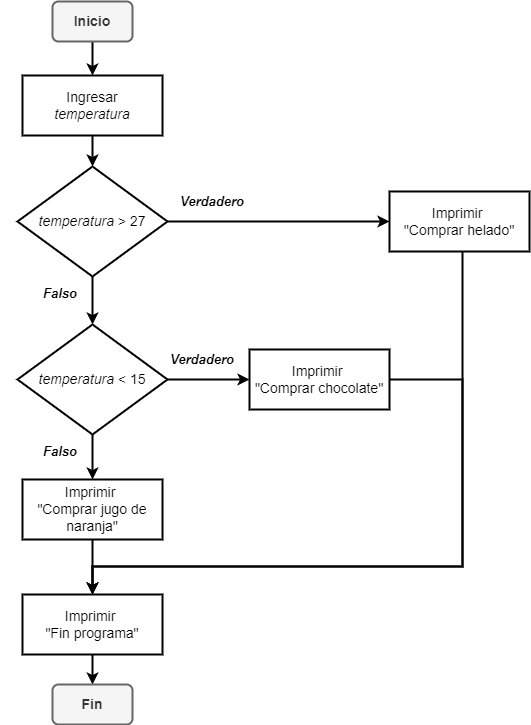 Inicio
Ingresar
temperatura
temperatura > 27
Verdadero
Imprimir
"Comprar helado"
Falso
temperatura < 15
Verdadero
Imprimir
"Comprar chocolate"
Falso
Imprimir
"Comprar jugo de
naranja"
Imprimir
"Fin programa"
Fin